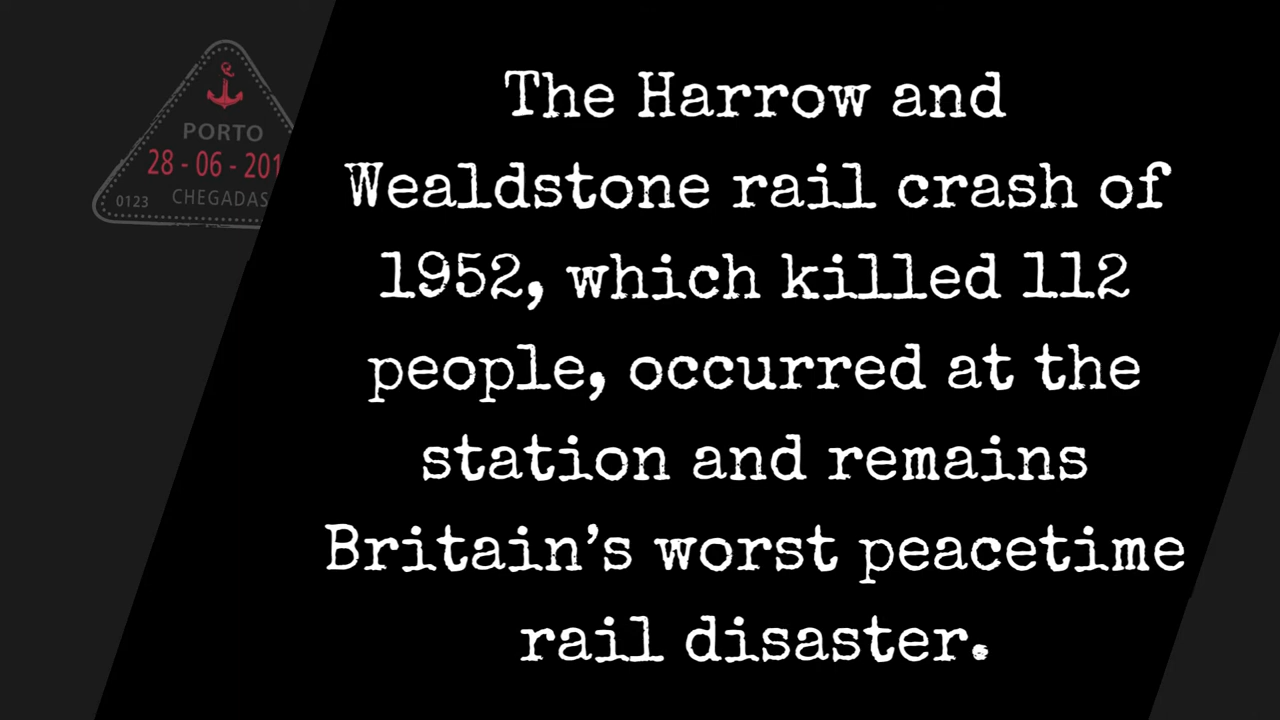 PORTO
28 - 06 - 201
0123 CHEGADAS
The Harrow and
Wealdstone rail crash of
1952, which killed 112
people, occurred at the
station and remains
Britain’s worst peacetime
rail disaster.